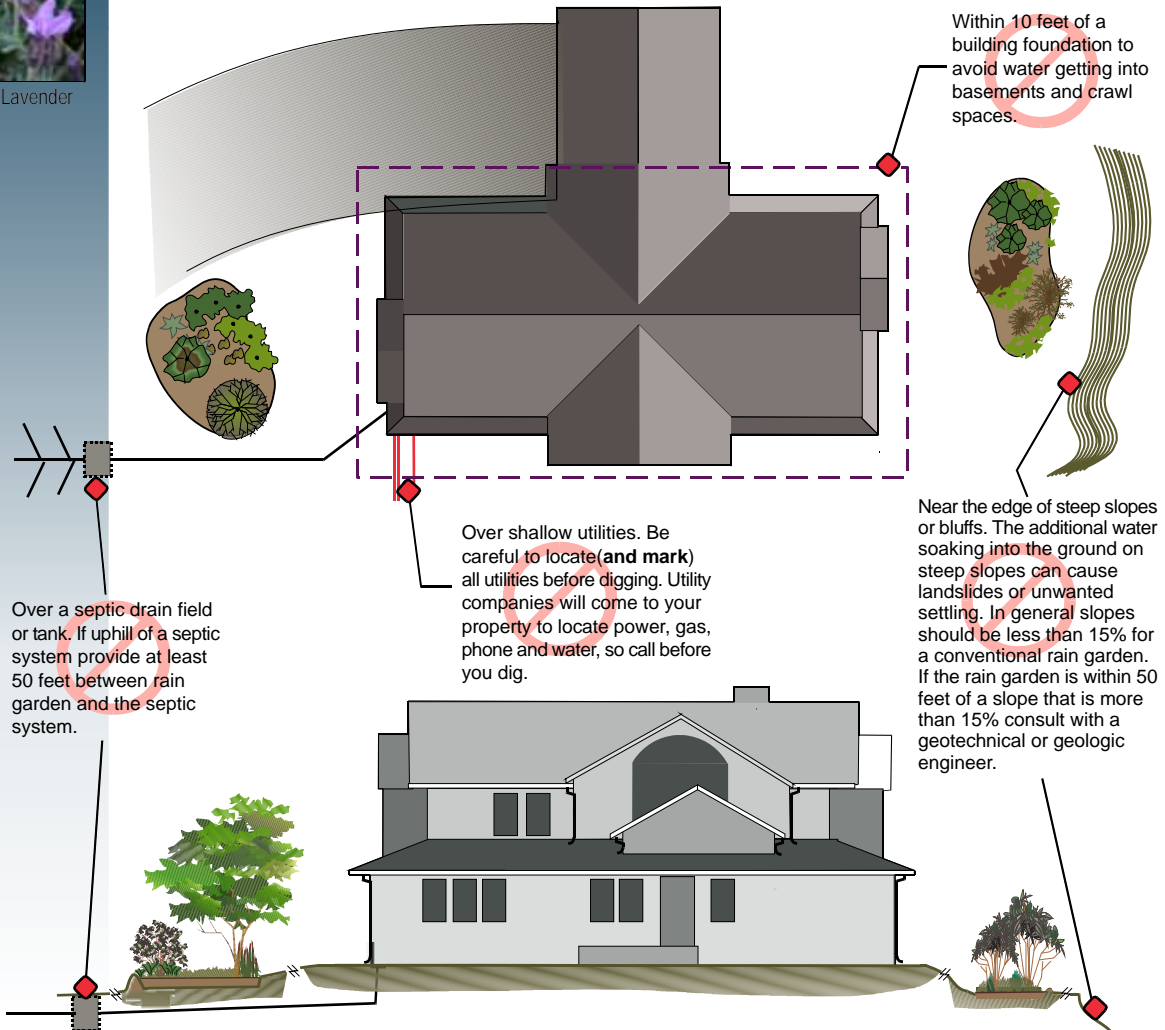 Lavender
Within 10 feet of a
building foundation to
avoid water getting into
basements and crawl
spaces.
Over shallow utilities. Be
careful to locate(and mark)
all utilities before digging. Utility
companies will come to your
property to locate power, gas,
phone and water, so call before
you dig.
Near the edge of steep slopes
or bluffs. The additional water
soaking into the ground on
steep slopes can cause
landslides or unwanted
settling. In general slopes
should be less than 15% for
a conventional rain garden.
If the rain garden is within 50
feet of a slope that is more
than 15% consult with a
geotechnical or geologic
engineer.
Over a septic drain field
or tank. If uphill of a septic
system provide at least
50 feet between rain
garden and the septic
system.